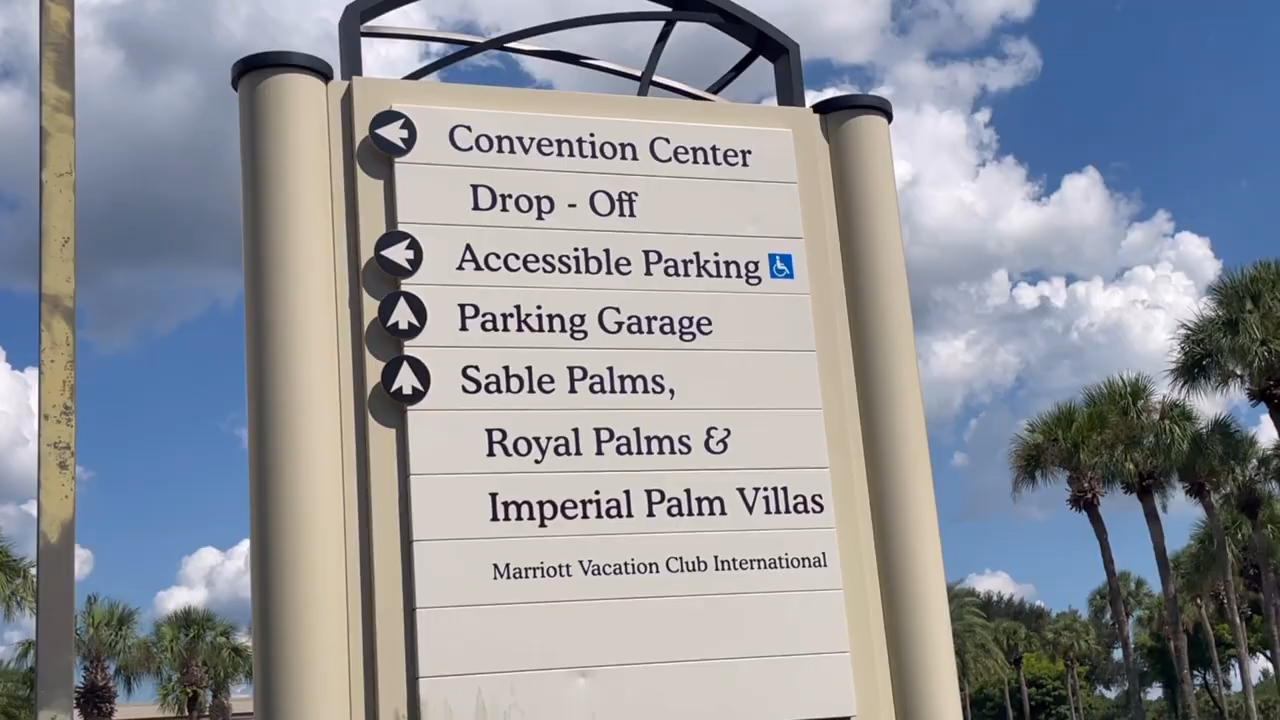 Convention Center
Drop - Off
Accessible Parking
Parking Garage
Sable Palms,
Royal Palms &
Imperial Palm Villas
Marriott Vacation Club International